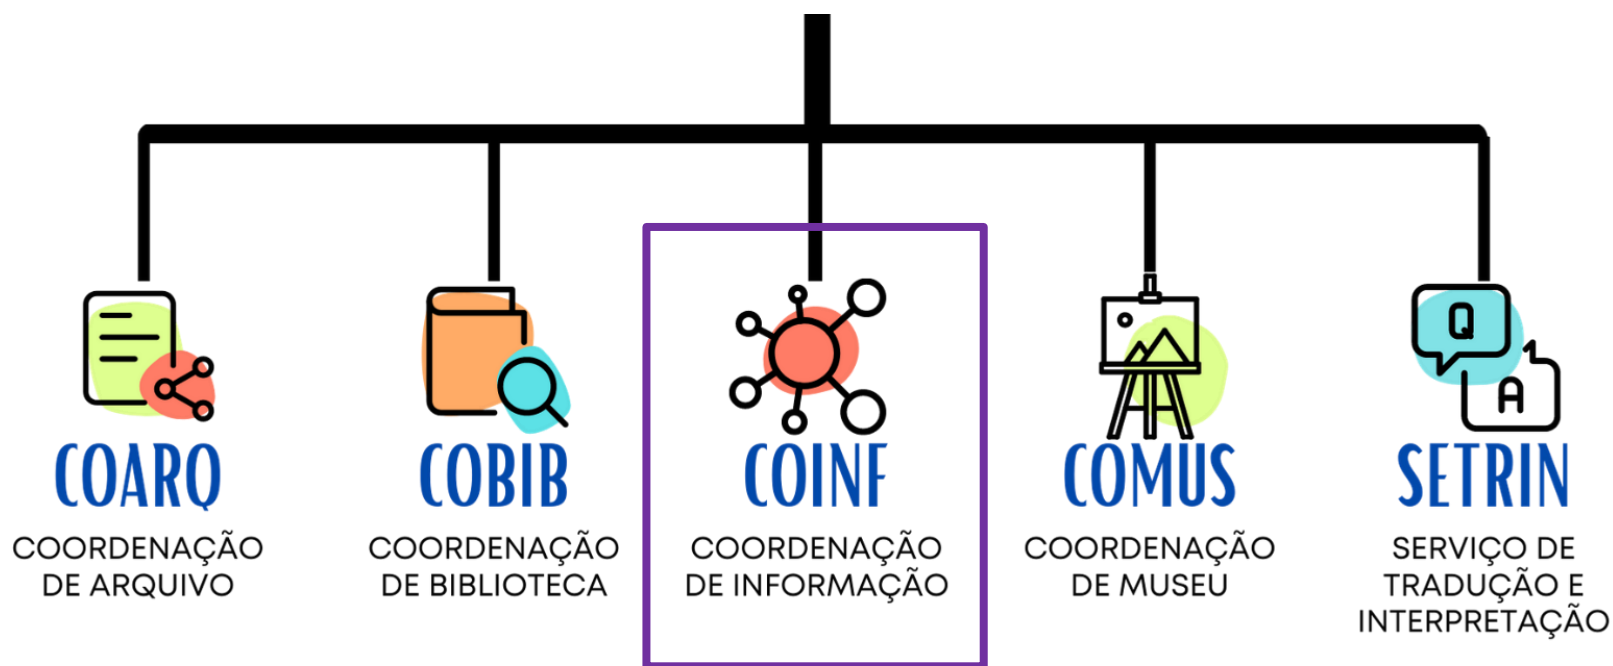 Q
A
COARQ
COORDENAÇÃO
DE ARQUIVO
COBIB
COORDENAÇÃO
DE BIBLIOTECA
COINF
COORDENAÇÃO
DE INFORMAÇÃO
COMUS
COORDENAÇÃO
DE MUSEU
SETRIN
SERVIÇO DE
TRADUÇÃO E
INTERPRETAÇÃO